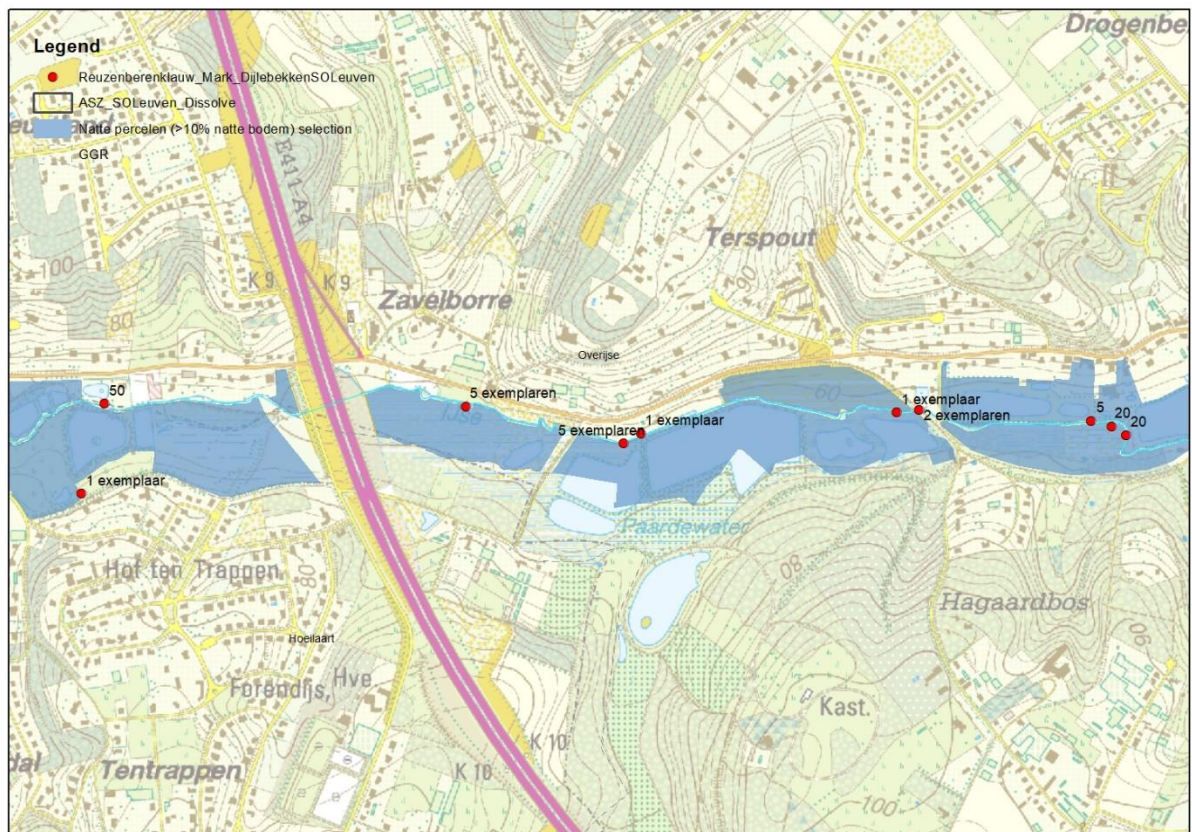 Legend
Reuzenberenklauw_Mark_DijlebekkenSOLeuven
ASZ_SOLeuven_Dissolve
Natte percelen (>10% natte bodem) selection
GGR
E411-A4
K 9
K 9
100
80
Zavelborre
Terspout
90
Overijse
50
5 exemplaren
60
1 exemplaar
2 exemplaren
5 exemplaren
1 exemplaar
5
20
20
1 exemplaar
Paardewater
Hof ten Trappen
80
80
Hagaardbos
90
Hoeilaart
Hve
Kast.
K 10
K 10
Tentrappen
100